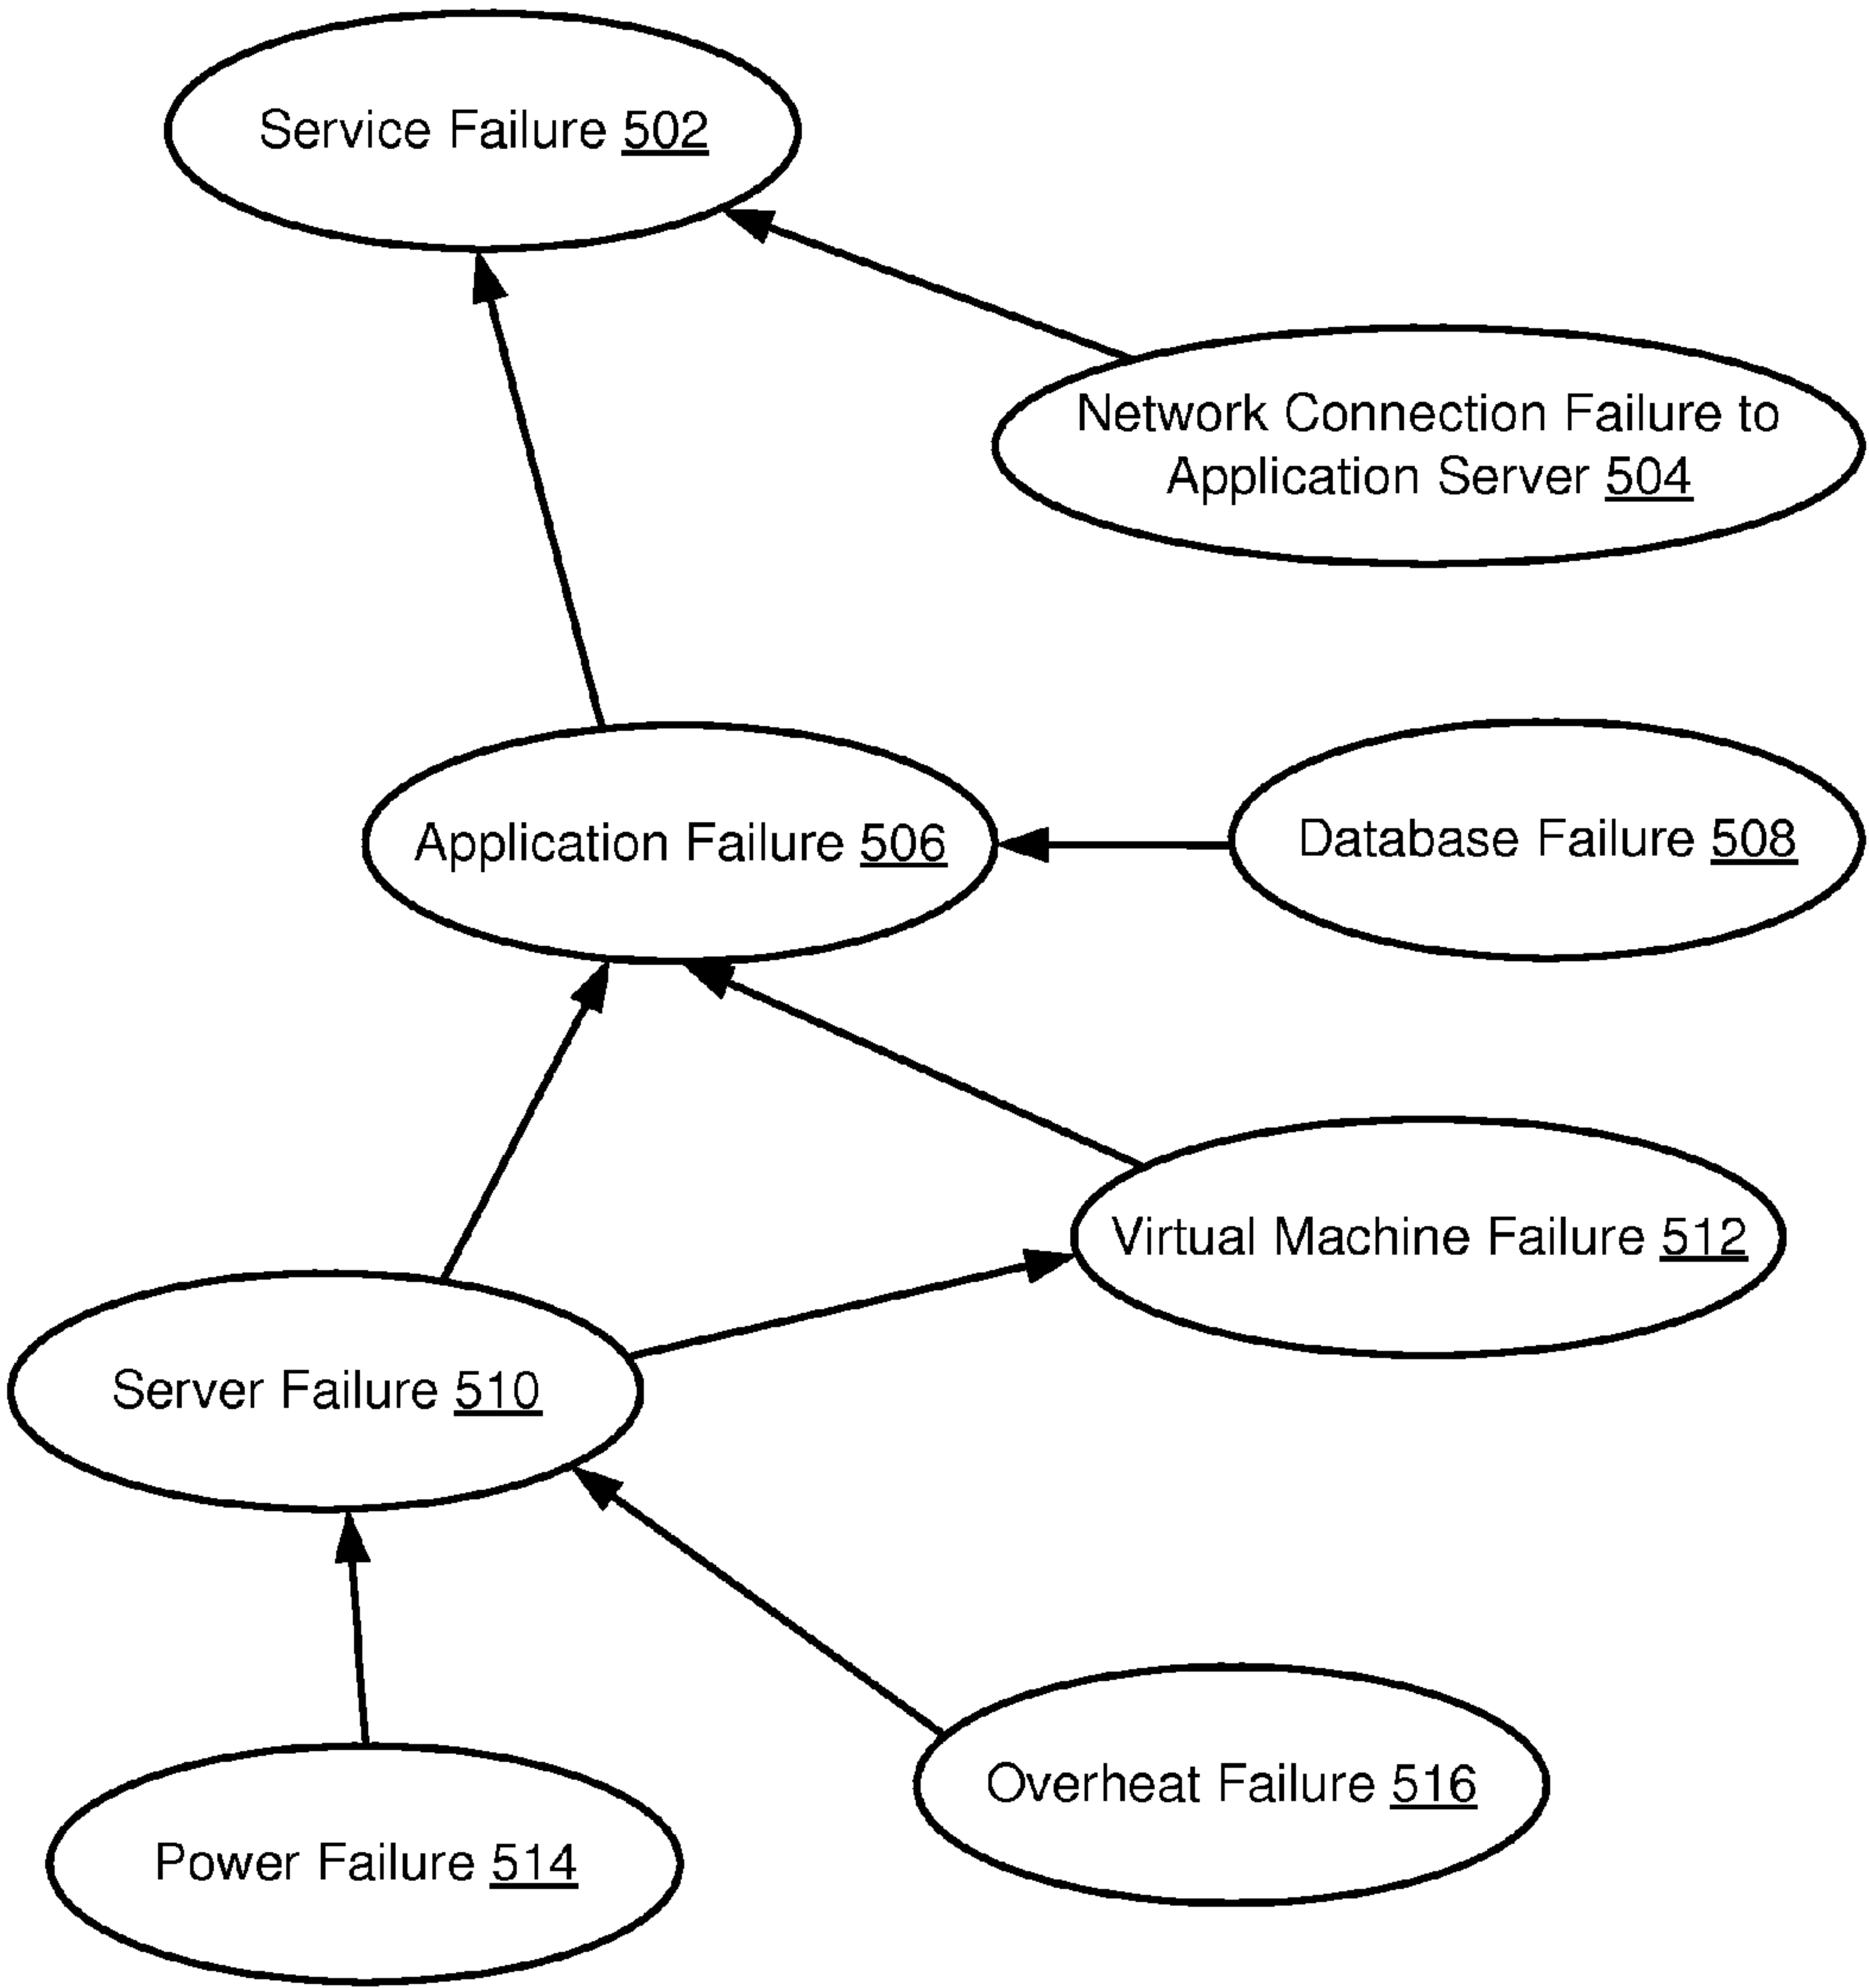 Service Failure 502
Network Connection Failure to
Application Server 504
Application Failure 506
Database Failure 508
Virtual Machine Failure 512
Server Failure 510
Overheat Failure 516
Power Failure 514